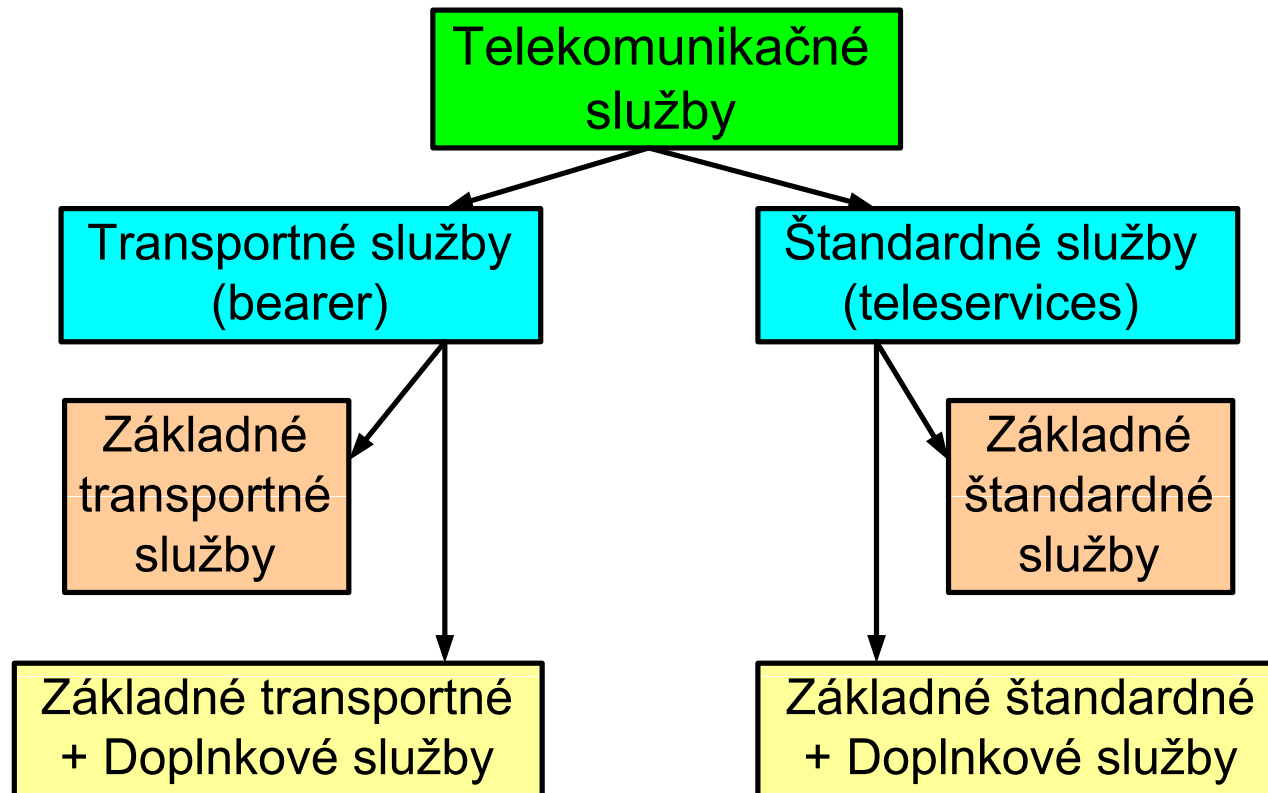 Telekomunikačné
služby
Transportné služby
(bearer)
Štandardné služby
(teleservices)
Základné
transportné
služby
Základné
štandardné
služby
Základné transportné
+ Doplnkové služby
Základné štandardné
+ Doplnkové služby